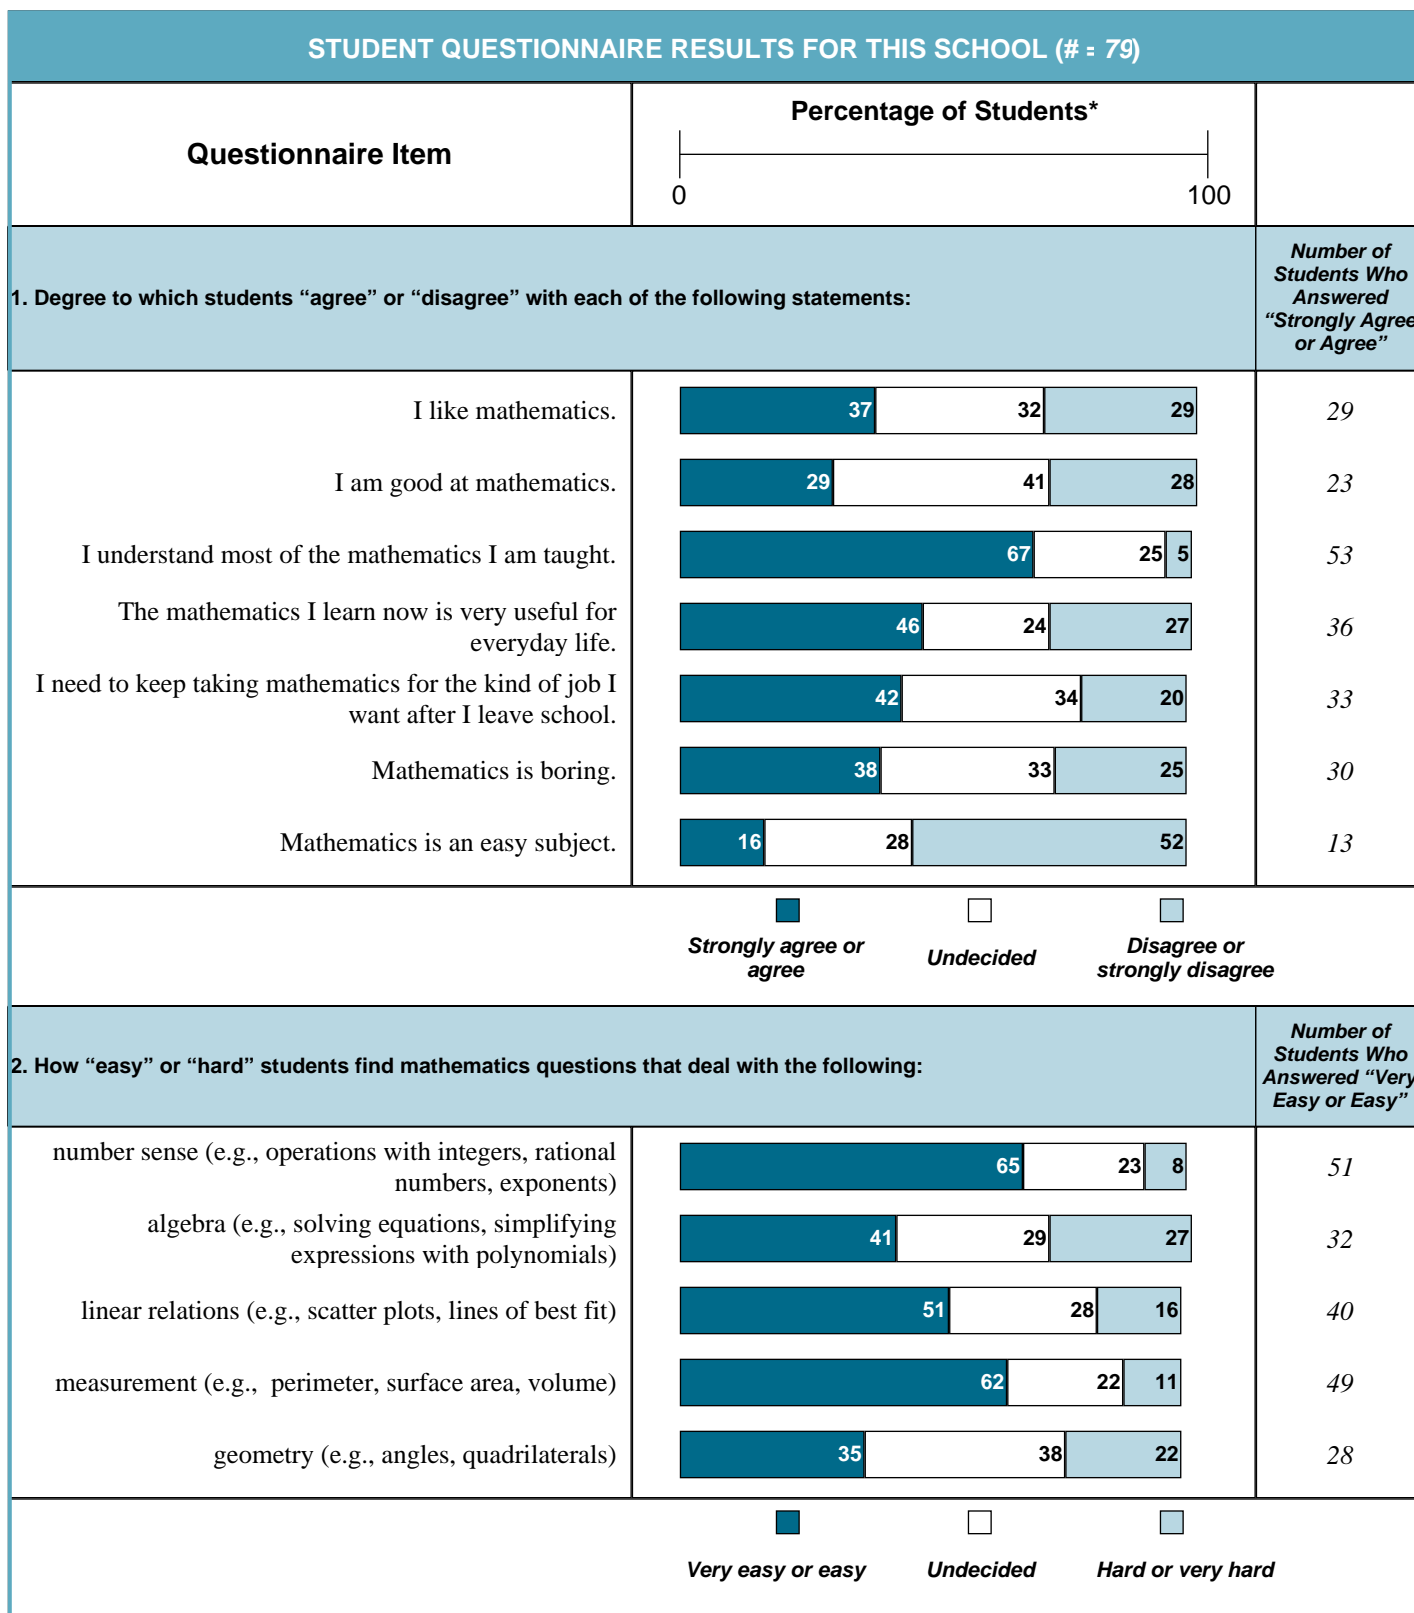 STUDENT QUESTIONNAIRE RESULTS FOR THIS SCHOOL (# = 79)
Questionnaire Item
Percentage of Students*
0 100
1. Degree to which students “agree” or “disagree” with each of the following statements:
Number of
Students Who
Answered
“Strongly Agree
or Agree”
I like mathematics. 37 32 29 29
I am good at mathematics. 29 41 28 23
I understand most of the mathematics I am taught. 67 25 5 53
The mathematics I learn now is very useful for
everyday life. 46 24 27 36
I need to keep taking mathematics for the kind of job I
want after I leave school. 42 34 20 33
Mathematics is boring. 38 33 25 30
Mathematics is an easy subject. 16 28 52 13
Strongly agree or
agree
Undecided
Disagree or
strongly disagree
2. How “easy” or “hard” students find mathematics questions that deal with the following:
Number of
Students Who
Answered “Very
Easy or Easy”
number sense (e.g., operations with integers, rational
numbers, exponents) 65 23 8 51
algebra (e.g., solving equations, simplifying
expressions with polynomials) 41 29 27 32
linear relations (e.g., scatter plots, lines of best fit) 51 28 16 40
measurement (e.g., perimeter, surface area, volume) 62 22 11 49
geometry (e.g., angles, quadrilaterals) 35 38 22 28
Very easy or easy
Undecided
Hard or very hard